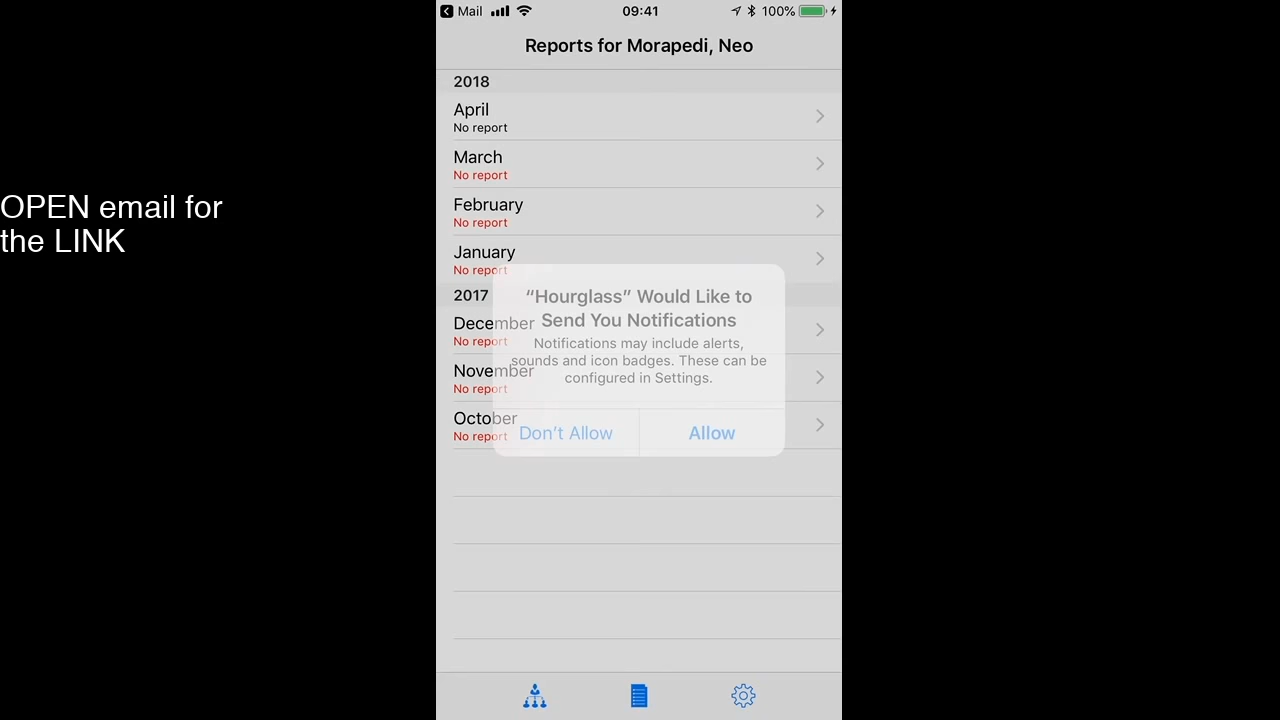 Mail
09:41
100%
Reports for Morapedi, Neo
2018
April
No report
March
No report
OPEN email for
the LINK
February
No report
January
No report
2017
December
No report
November
No report
October
No report
“Hourglass” Would Like to
Send You Notifications
Notifications may include alerts,
sounds and icon badges. These can be
configured in Settings.
Don’t Allow
Allow